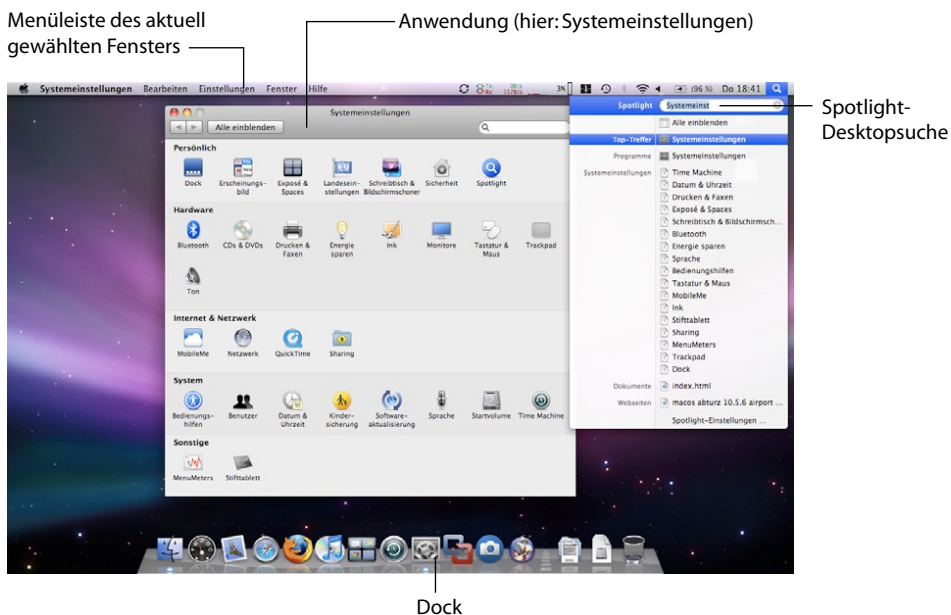 Menüleiste des aktuell
gewählten Fensters
Anwendung (hier: Systemeinstellungen)
Systemeinstellungen Bearbeiten Einstellungen Fenster Hilfe
3% (96 %) Do 18:41
Systemeinstellungen
Alle einblenden
Spotlight Systemeinst
Alle einblenden
Top-Treffer Systemeinstellungen
Programme Systemeinstellungen
Systemeinstellungen Time Machine
Datum & Uhrzeit
Drucken & Faxen
Exposé & Spaces
Schreibtisch & Bildschirmsch...
Bluetooth
Energie sparen
Sprache
Bedienungshilfen
Tastatur & Maus
MobileMe
Ink
Stifttablett
Sharing
MenuMeters
Trackpad
Dock
Dokumente index.html
Webseiten macos abturz 10.5.6 airport ...
Spotlight-Einstellungen ...
Spotlight-
Desktopsuche
Persönlich
Dock Erscheinungs- Exposé & Landesein- Schreibtisch & Sicherheit Spotlight
bild Spaces stellungen Bildschirmschoner
Hardware
Bluetooth CDs & DVDs Drucken & Energie Ink Monitore Tastatur & Trackpad
Faxen sparen Maus
Ton
Internet & Netzwerk
MobileMe Netzwerk QuickTime Sharing
System
Bedienungs- Benutzer Datum & Kinder- Software- Sprache Startvolume Time Machine
hilfen Uhrzeit sicherung aktualisierung
Sonstige
MenuMeters Stifttablett
Dock